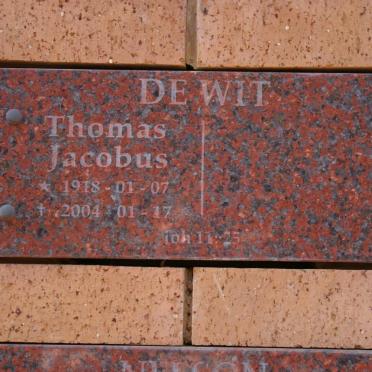 DE WIT
Thomas
Jacobus
★ 1918 - 01 - 07
† 2004 - 01 - 17
Joh 11:25